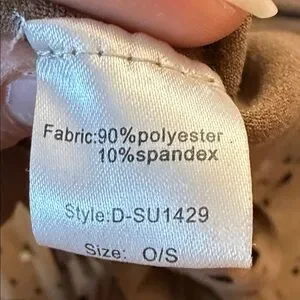 Fabric:90%polyester
10%spandex
Style:D-SU1429
Size: O/S